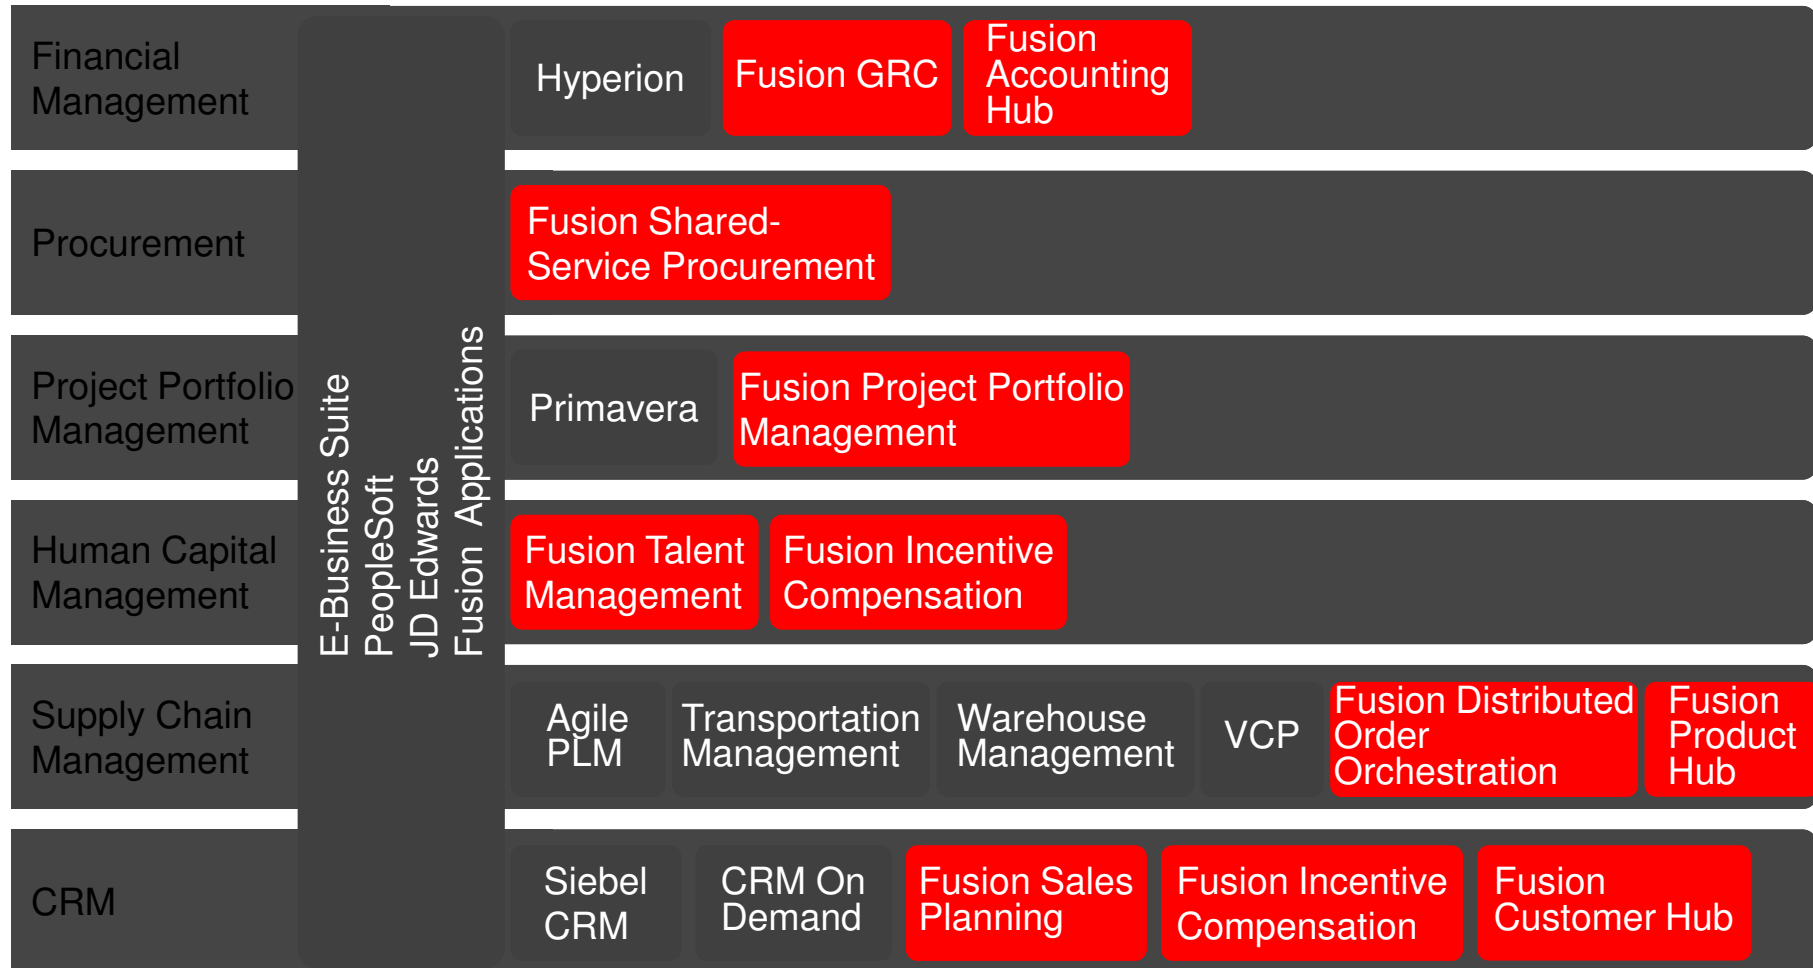 Financial
Management
Hyperion
Fusion GRC
Fusion
Accounting
Hub
Procurement
Fusion Shared-
Service Procurement
Project Portfolio
Management
Primavera
Fusion Project Portfolio
Management
E-Business Suite
PeopleSoft
JD Edwards
Fusion Applications
Human Capital
Management
Fusion Talent
Management
Fusion Incentive
Compensation
Supply Chain
Management
Agile
PLM
Transportation
Management
Warehouse
Management
VCP
Fusion Distributed
Order
Orchestration
Fusion
Product
Hub
CRM
Siebel
CRM
CRM On
Demand
Fusion Sales
Planning
Fusion Incentive
Compensation
Fusion
Customer Hub